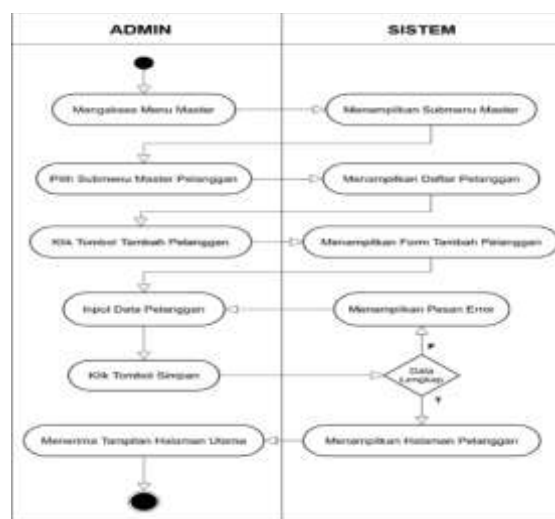 ADMIN
SISTEM
Mengakses Menu Master
Menampilkan Submenu Master
Pilih Submenu Master Pelanggan
Menampilkan Daftar Pelanggan
Klik Tombol Tambah Pelanggan
Menampilkan Form Tambah Pelanggan
Input Data Pelanggan
Menampilkan Pesan Error
F
Klik Tombol Simpan
Data
Lengkap
T
Menerima Tampilan Halaman Utama
Menampilkan Halaman Pelanggan